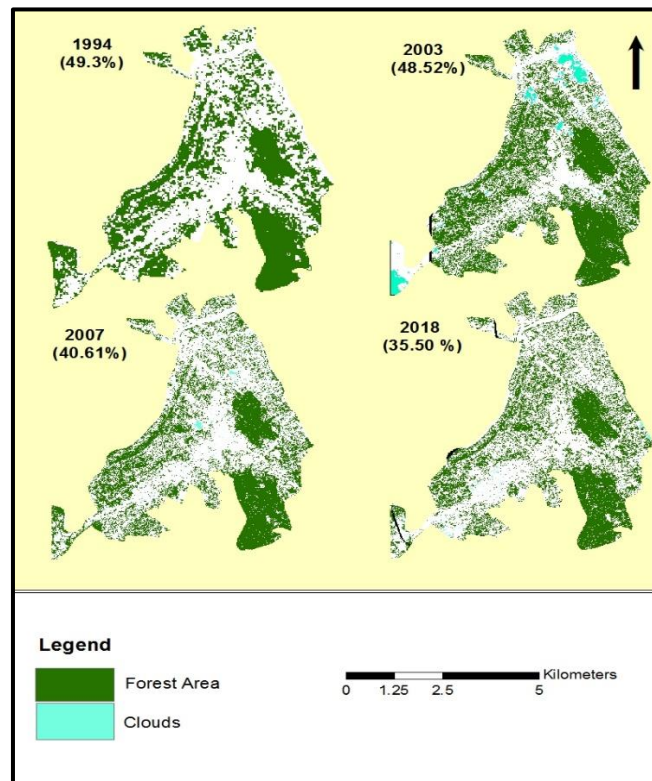 1994
(49.3%)
2003
(48.52%)
2007
(40.61%)
2018
(35.50 %)
Legend
Forest Area
Clouds
Kilometers
0 1.25 2.5 5